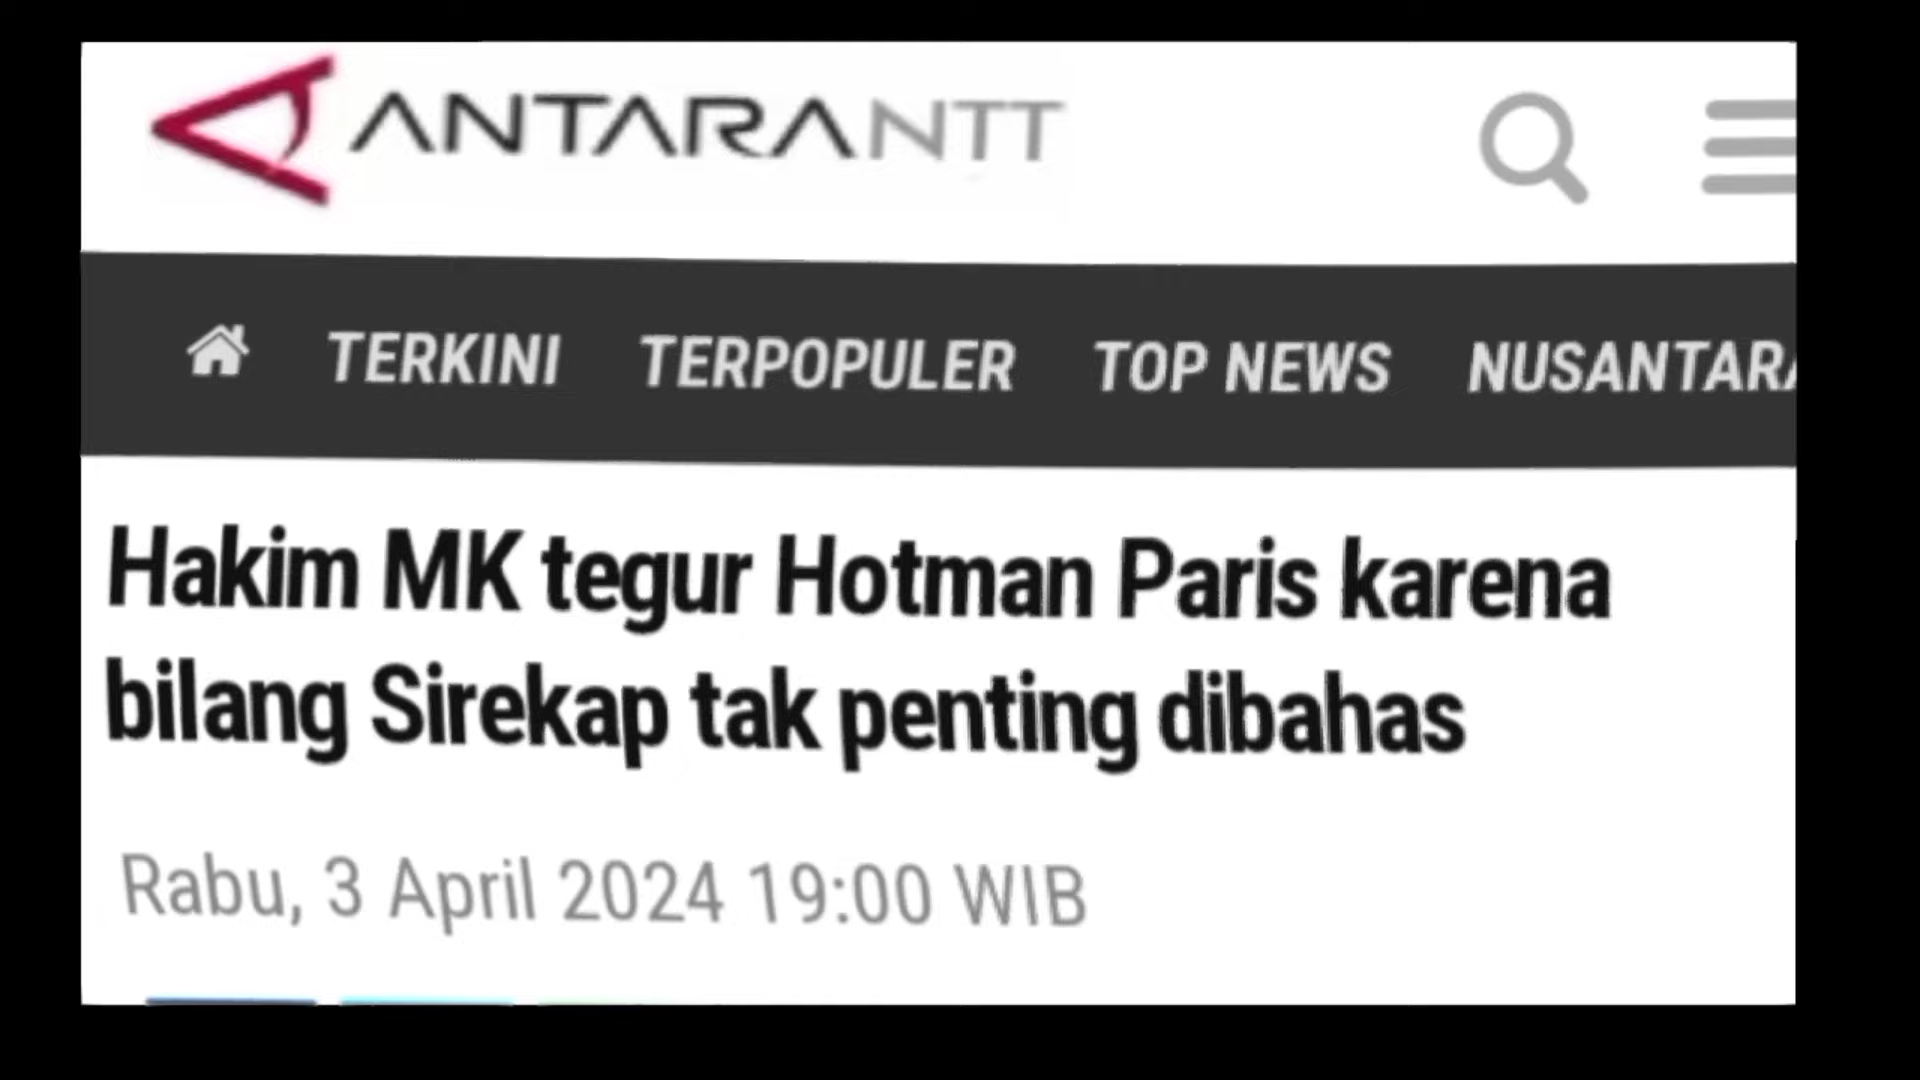 ANTARANTT
TERKINI TERPOPULER TOP NEWS NUSANTARA
Hakim MK tegur Hotman Paris karena
bilang Sirekap tak penting dibahas
Rabu, 3 April 2024 19:00 WIB